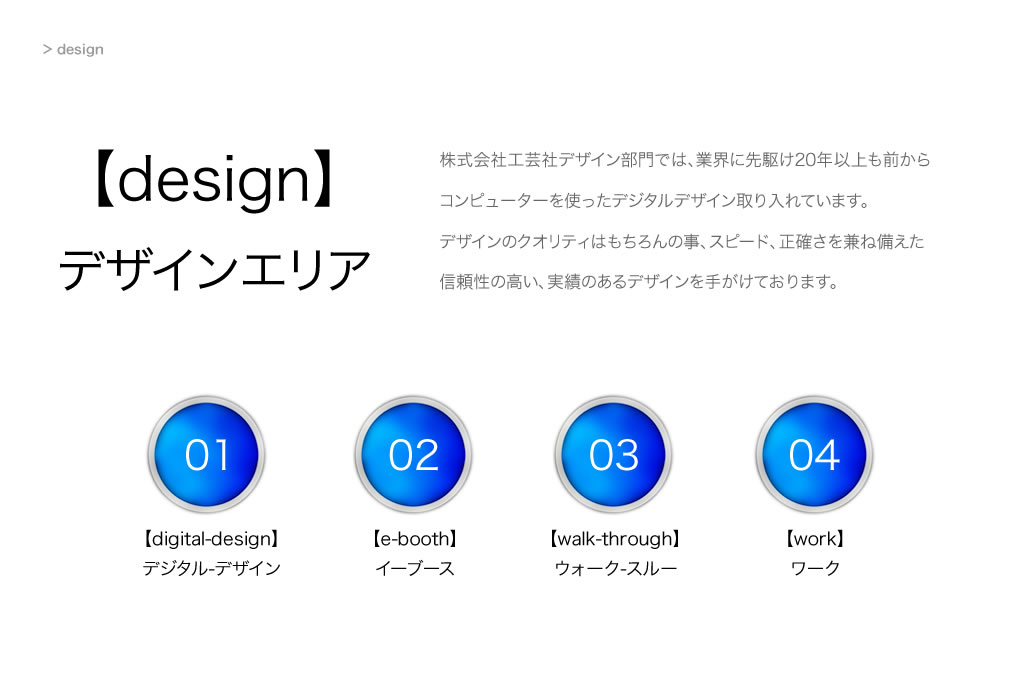 > design
【design】
デザインエリア
株式会社工芸社デザイン部門では、業界に先駆け20年以上も前から
コンピューターを使ったデジタルデザイン取り入れています。
デザインのクオリティはもちろんの事、スピード、正確さを兼ね備えた
信頼性の高い、実績のあるデザインを手がけております。
01
02
03
04
【digital-design】
【e-booth】
【walk-through】
【work】
デジタル-デザイン
イーブース
ウォーク-スルー
ワーク